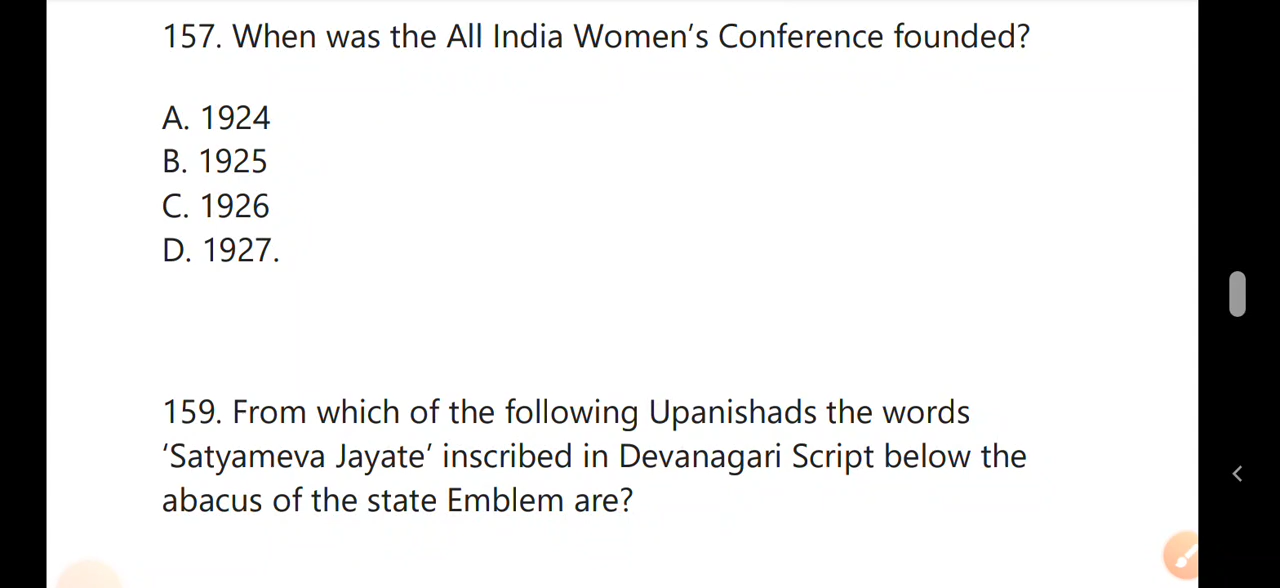 157. When was the All India Women’s Conference founded?
A. 1924
B. 1925
C. 1926
D. 1927.
159. From which of the following Upanishads the words
‘Satyameva Jayate’ inscribed in Devanagari Script below the
abacus of the state Emblem are?